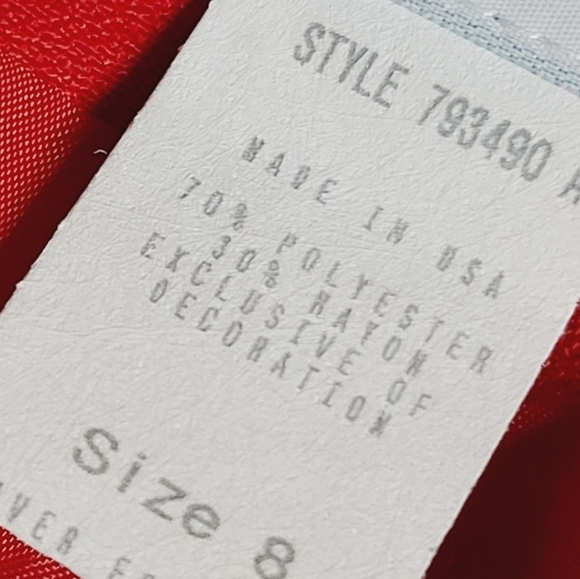 STYLE 793490 A
MADE IN USA
70% POLYESTER
30% RAYON
EXCLUSIVE OF
DECORATION
Size 8